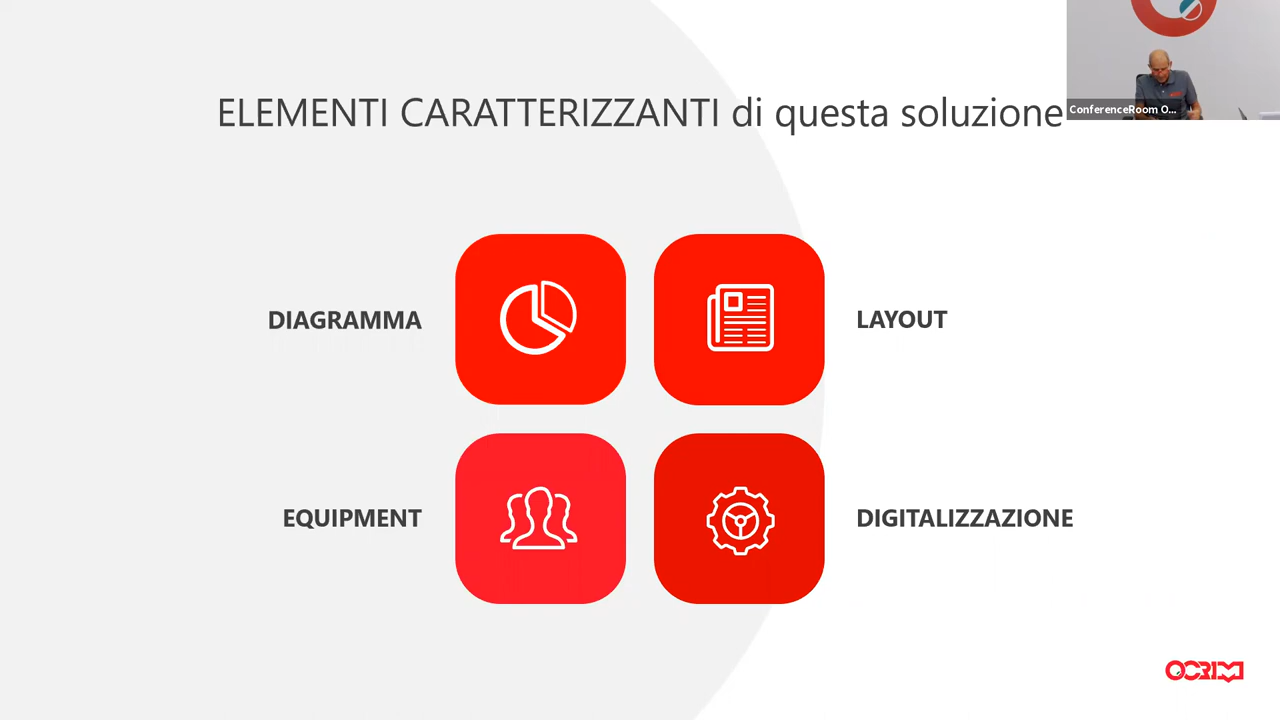 ELEMENTI CARATTERIZZANTI di questa soluzione
ConferenceRoom O...
DIAGRAMMA
LAYOUT
EQUIPMENT
DIGITALIZZAZIONE
OCRIM